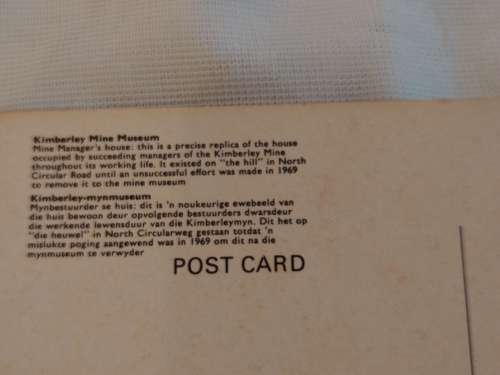 Kimberley Mine Museum
Mine Manager's house: this is a precise replica of the house
occupied by succeeding managers of the Kimberley Mine
throughout its working life. It existed on "the hill" in North
Circular Road until an unsuccessful effort was made in 1969
to remove it to the mine museum
Kimberley-mynmuseum
Mynbestuurder se huis: dit is 'n noukeurige ewebeeld van
die huis bewoon deur opvolgende bestuurders dwarsdeur
die werkende lewensduur van die Kimberleymyn. Dit het op
"die heuwel" in North Circularweg gestaan totdat 'n
mislukte poging aangewend was in 1969 om dit na die
mynmuseum te verwyder
POST CARD